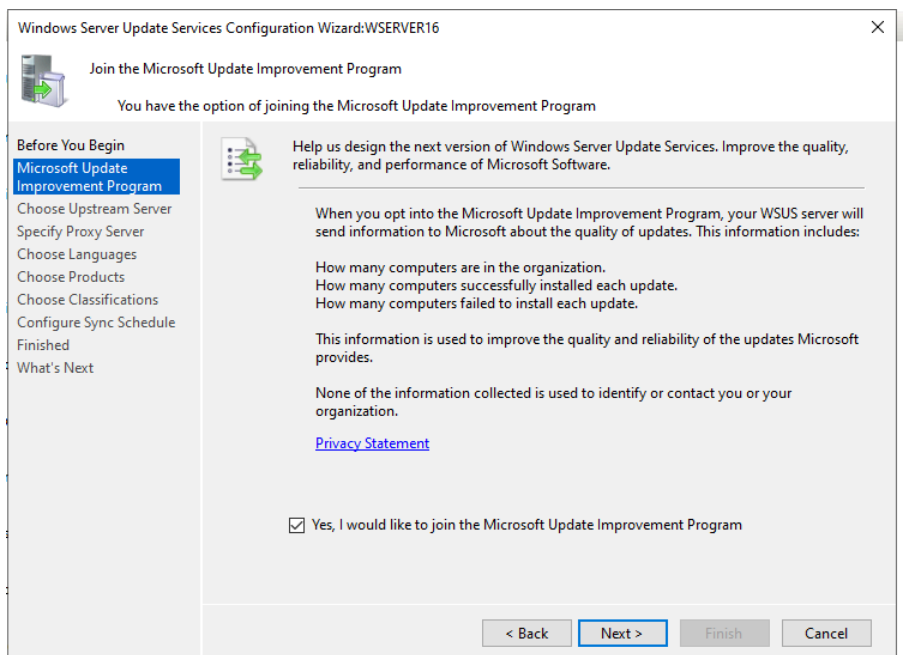 Windows Server Update Services Configuration Wizard:WSERVER16
Join the Microsoft Update Improvement Program
You have the option of joining the Microsoft Update Improvement Program
Before You Begin
Microsoft Update
Improvement Program
Choose Upstream Server
Specify Proxy Server
Choose Languages
Choose Products
Choose Classifications
Configure Sync Schedule
Finished
What's Next
Help us design the next version of Windows Server Update Services. Improve the quality,
reliability, and performance of Microsoft Software.
When you opt into the Microsoft Update Improvement Program, your WSUS server will
send information to Microsoft about the quality of updates. This information includes:
How many computers are in the organization.
How many computers successfully installed each update.
How many computers failed to install each update.
This information is used to improve the quality and reliability of the updates Microsoft
provides.
None of the information collected is used to identify or contact you or your
organization.
Privacy Statement
Yes, I would like to join the Microsoft Update Improvement Program
< Back
Next >
Finish
Cancel